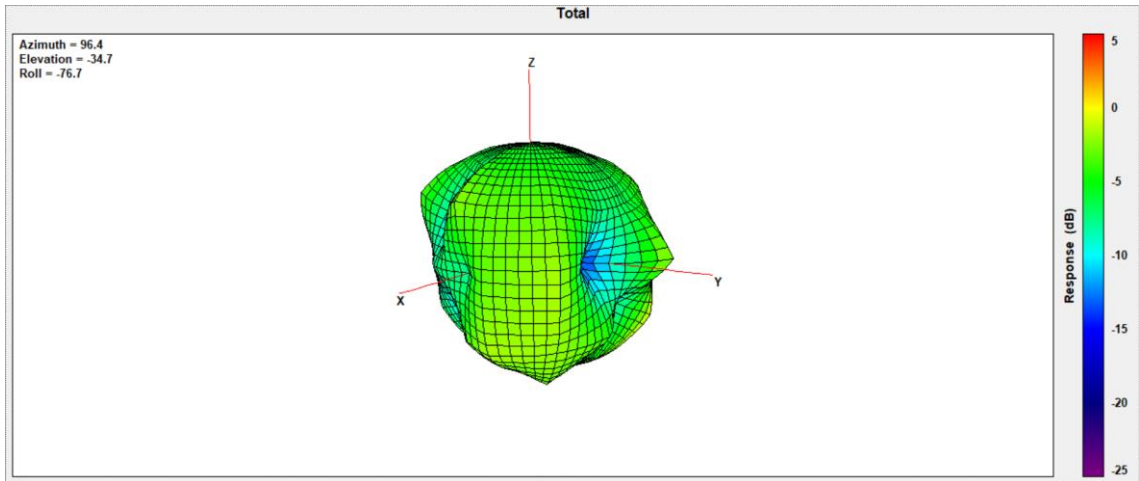 Total
Azimuth = 96.4
Elevation = -34.7
Roll = -76.7
Z
X
Y
5
0
-5
-10
-15
-20
-25
Response (dB)